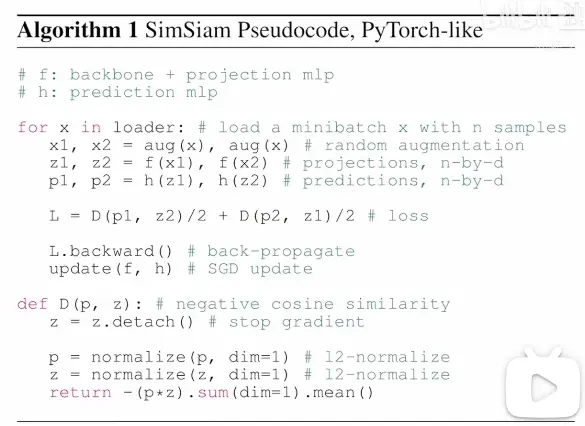 Algorithm 1 SimSiam Pseudocode, PyTorch-like
# f: backbone + projection mlp
# h: prediction mlp
for x in loader: # load a minibatch x with n samples
x1, x2 = aug(x), aug(x) # random augmentation
z1, z2 = f(x1), f(x2) # projections, n-by-d
p1, p2 = h(z1), h(z2) # predictions, n-by-d
L = D(p1, z2)/2 + D(p2, z1)/2 # loss
L.backward() # back-propagate
update(f, h) # SGD update
def D(p, z): # negative cosine similarity
z = z.detach() # stop gradient
p = normalize(p, dim=1) # l2-normalize
z = normalize(z, dim=1) # l2-normalize
return -(p*z).sum(dim=1).mean()